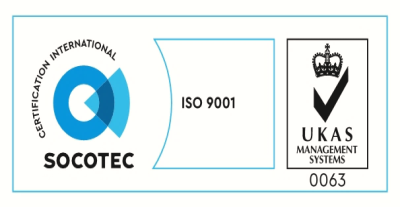 CERTIFICATION INTERNATIONAL
SOCOTEC
ISO 9001
UKAS
MANAGEMENT
SYSTEMS
0063